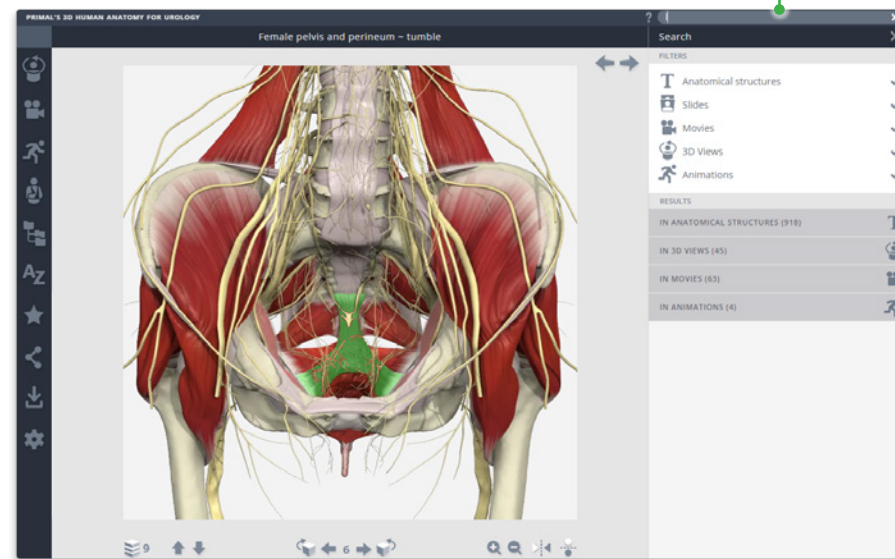 PRIMAL'S 3D HUMAN ANATOMY FOR UROLOGY
?
Female pelvis and perineum – tumble
Search
FILTERS
T Anatomical structures
Slides
Movies
3D Views
Animations
RESULTS
IN ANATOMICAL STRUCTURES (918)
IN 3D VIEWS (45)
IN MOVIES (63)
IN ANIMATIONS (4)
AZ
9
6